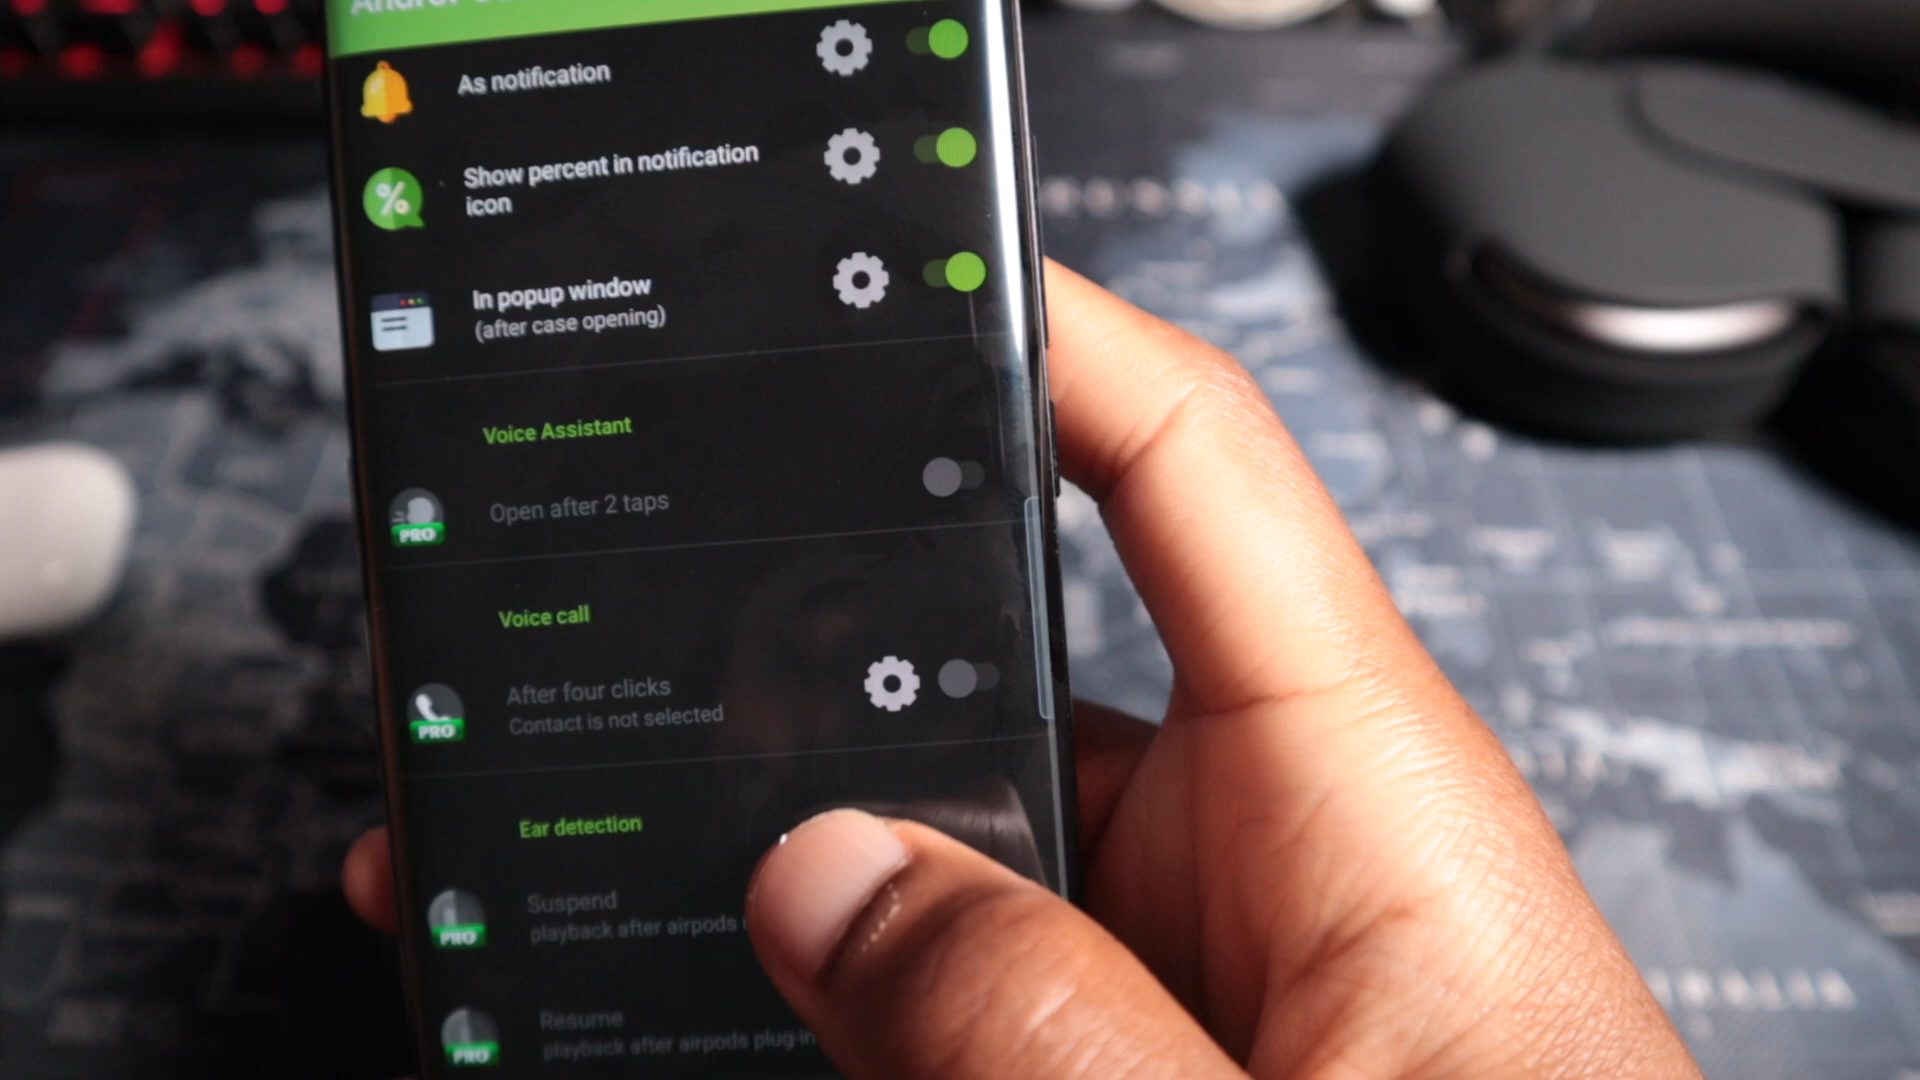 As notification
Show percent in notification
icon
In popup window
(after case opening)
Voice Assistant
PRO
Open after 2 taps
Voice call
After four clicks
PRO
Contact is not selected
Ear detection
Suspend
PRO
playback after airpods
Resume
PRO
playback after airpods plug-in